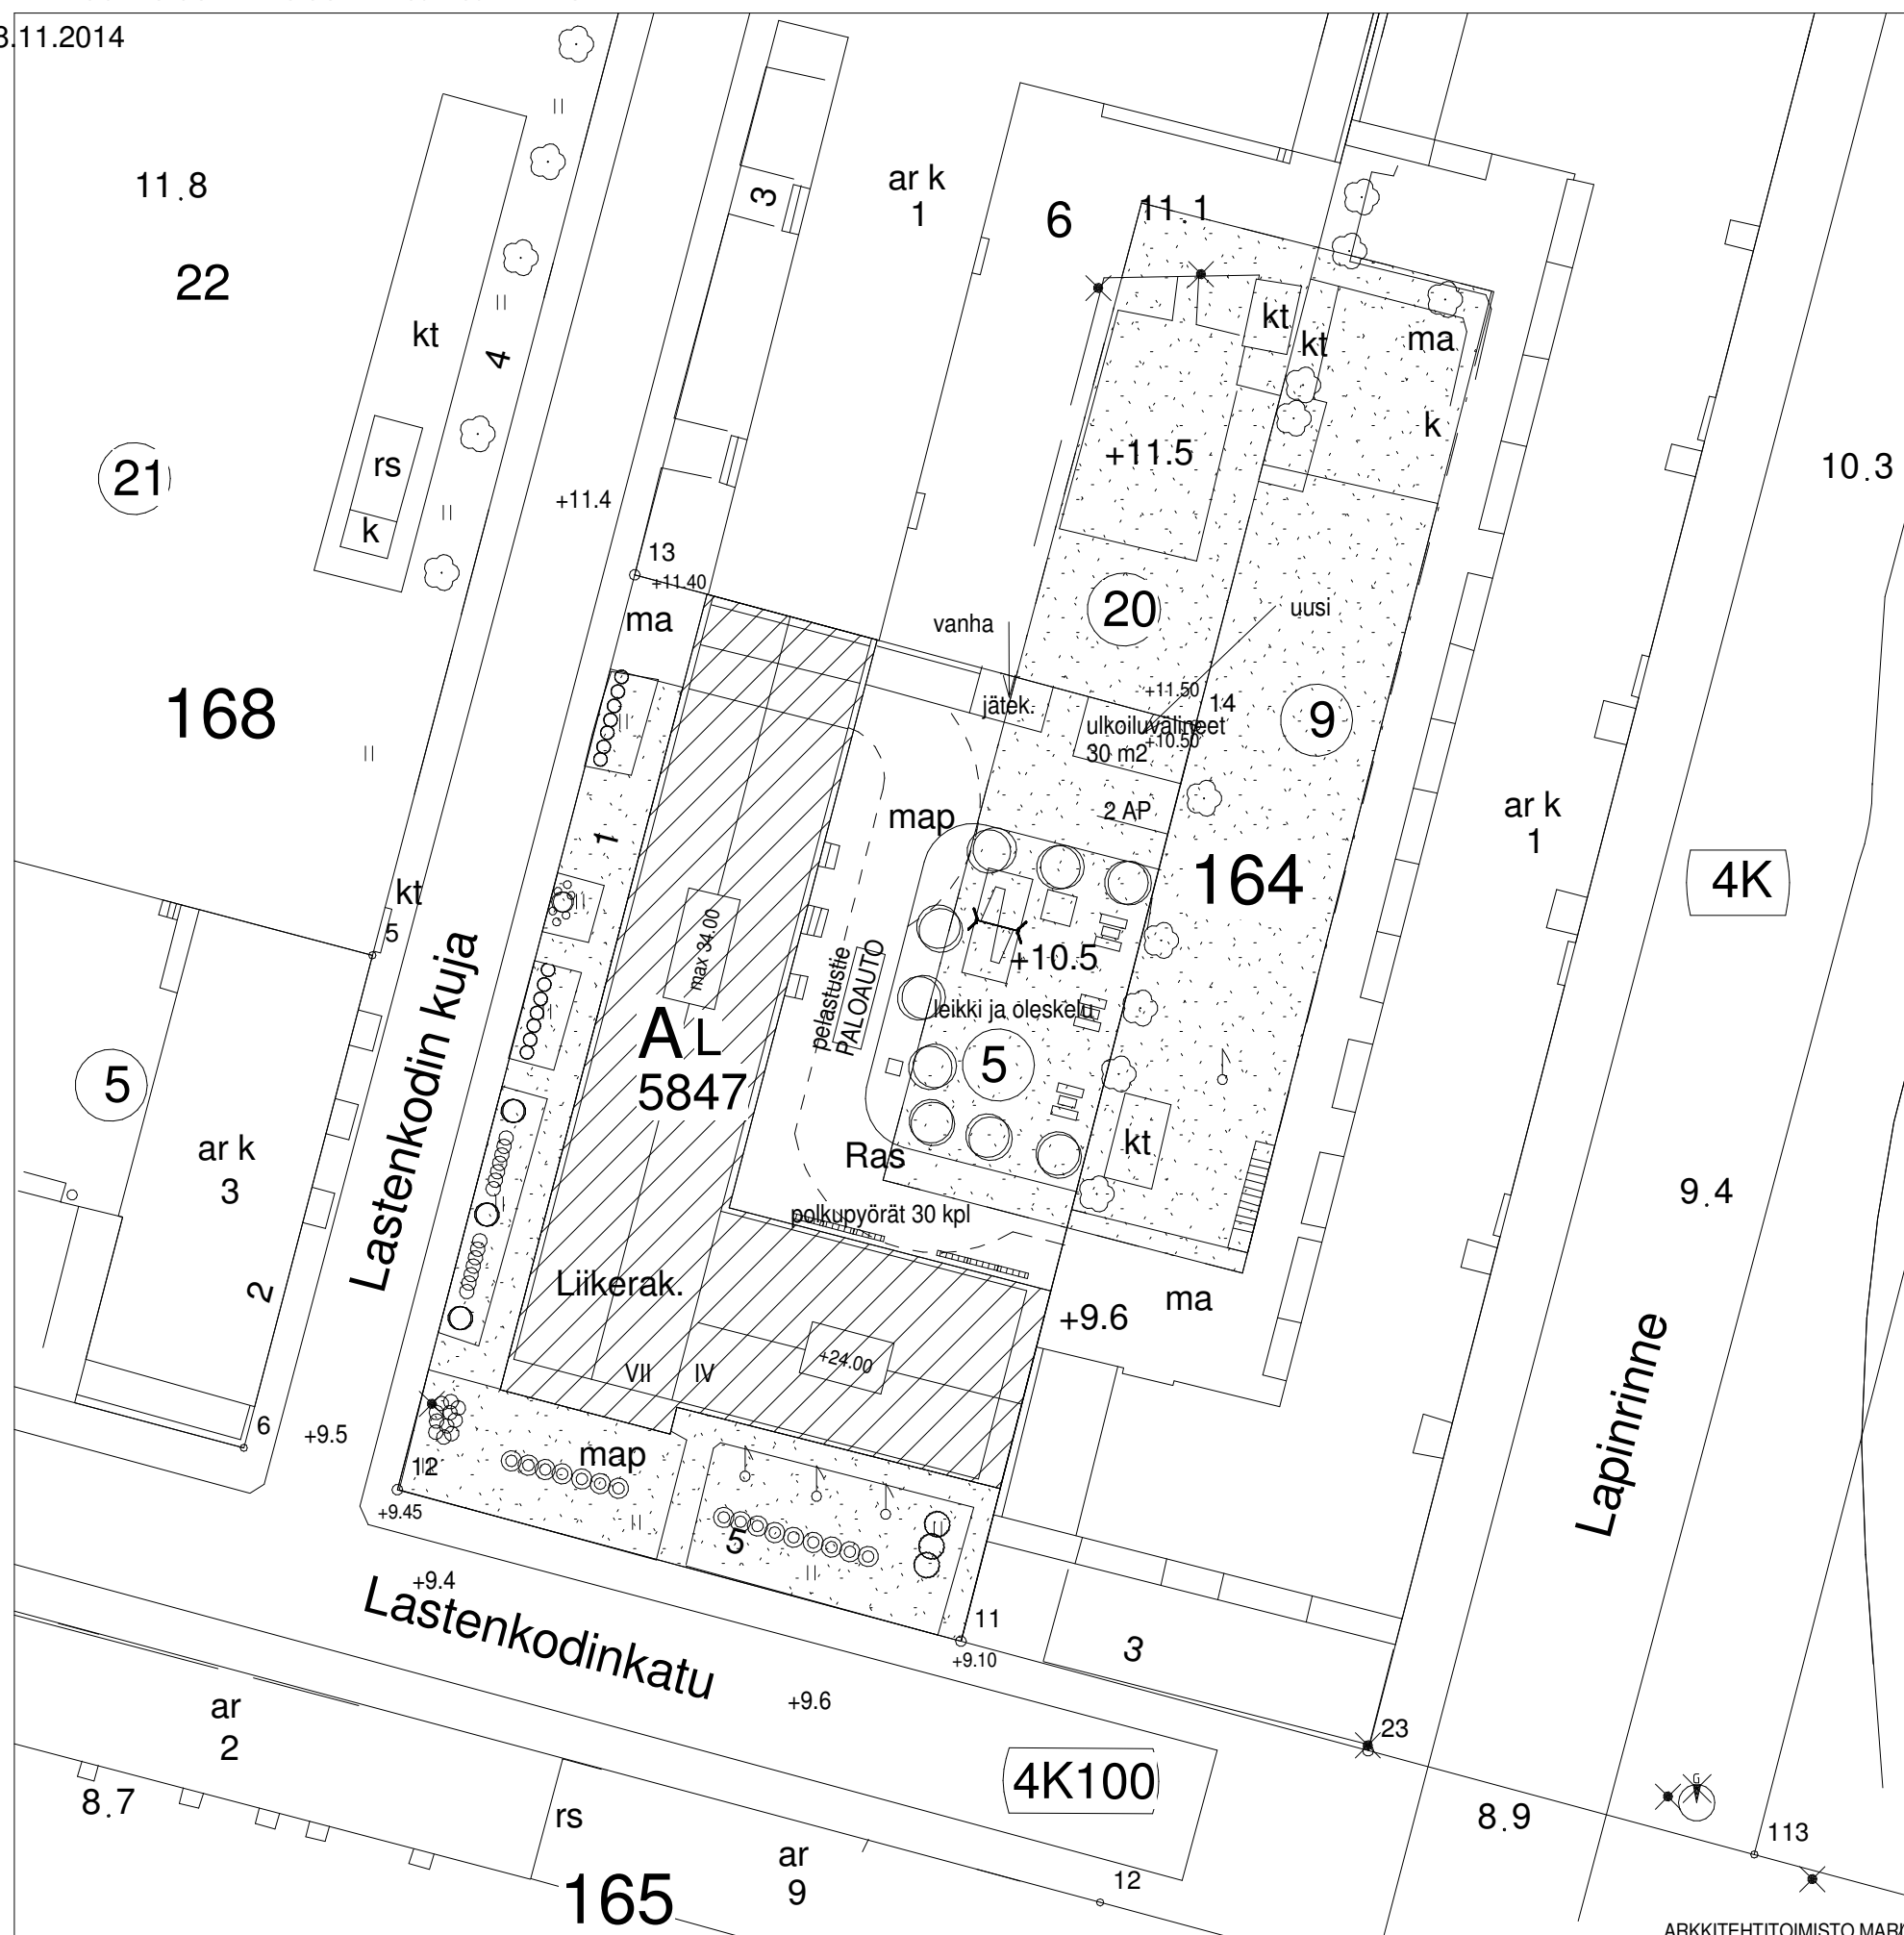 3.11.2014
11.8
22
kt
4
rs
k
21
168
3
ar k
1
6
11.1
kt
kt
ma
k
+11.5
10.3
+11.4
13
+11.40
ma
vanha
20
uusi
jätek.
+11.50
14
ulkoiluvälineet
+10.50
30 m2
9
map
2 AP
1
164
ar k
1
4K
kt
5
Lastenkodin kuja
max 34.00
pelastustie
PALOAUTO
+10.5
leikki ja oleskelu
5
A L
5847
5
ar k
3
2
Ras
kt
polkupyörät 30 kpl
9.4
Liikerak.
+9.6
ma
Lapinrinne
VII
IV
+24.00
6
+9.5
12
+9.45
map
5
+9.4
Lastenkodinkatu
11
+9.10
3
+9.6
23
ar
2
8.7
rs
4K100
8.9
G
113
165
ar
9
12
ARKKITEHTITOIMISTO